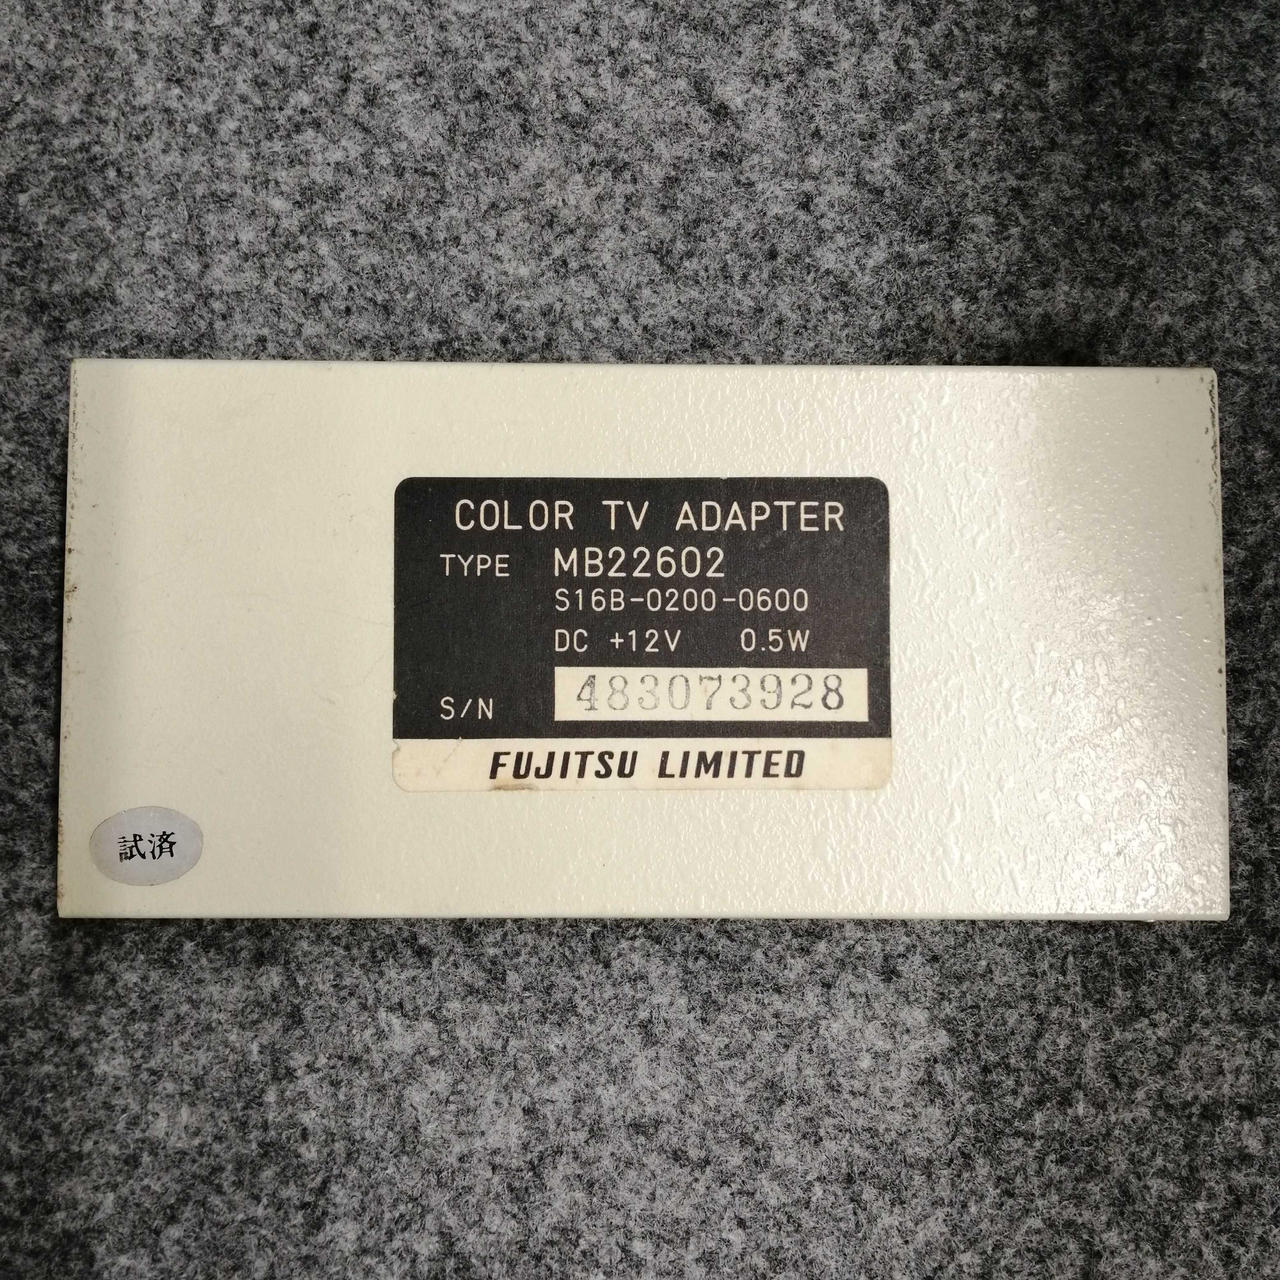 COLOR TV ADAPTER
TYPE MB22602
S16B-0200-0600
DC +12V 0.5W
S/N 483073928
FUJITSU LIMITED
試済